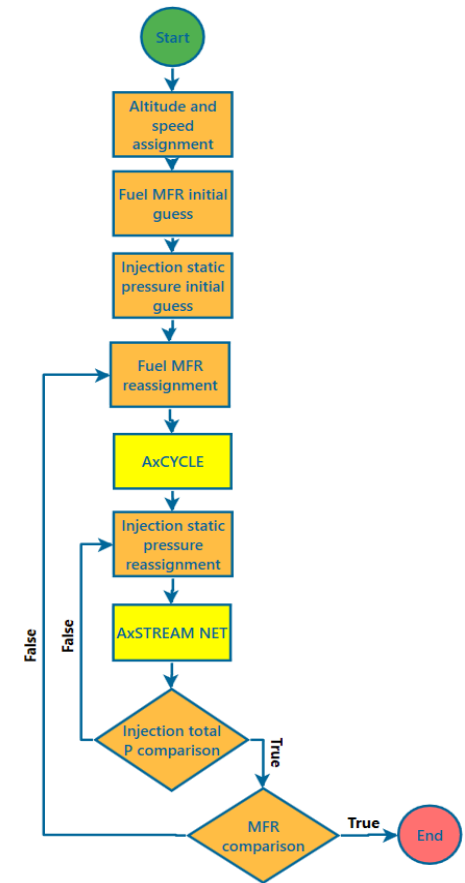 Start
Altitude and
speed
assignment
Fuel MFR initial
guess
Injection static
pressure initial
guess
Fuel MFR
reassignment
AxCYCLE
Injection static
pressure
reassignment
AxSTREAM NET
False
False
Injection total
P comparison
True
MFR
comparison
True
End